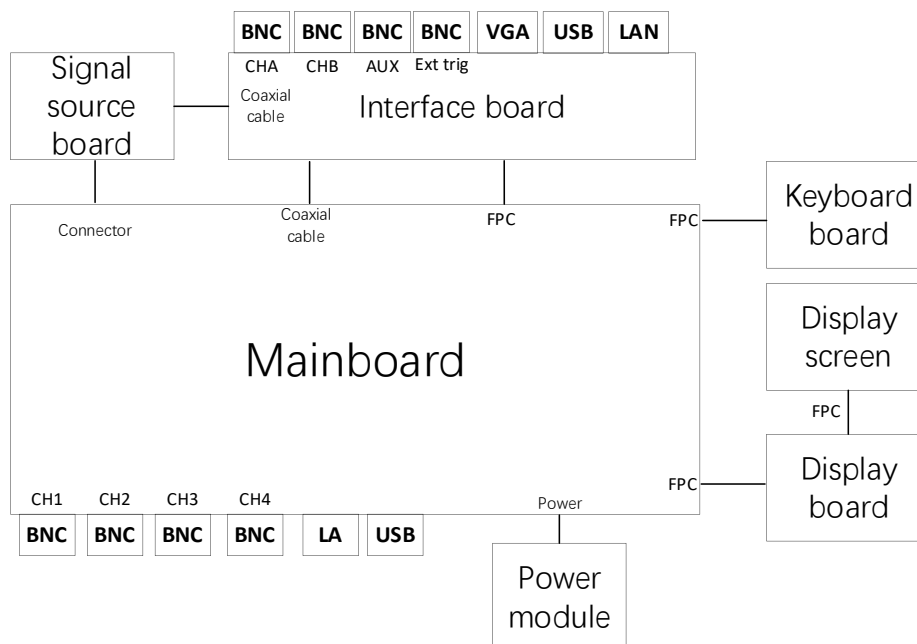 BNC BNC BNC BNC VGA USB LAN
CHA CHB AUX Ext trig
Signal
source
board
Coaxial
cable
Interface board
Connector
Coaxial
cable
FPC
FPC
Keyboard
board
Mainboard
Display
screen
FPC
Display
board
FPC
CH1 CH2 CH3 CH4
BNC BNC BNC BNC LA USB
Power
Power
module